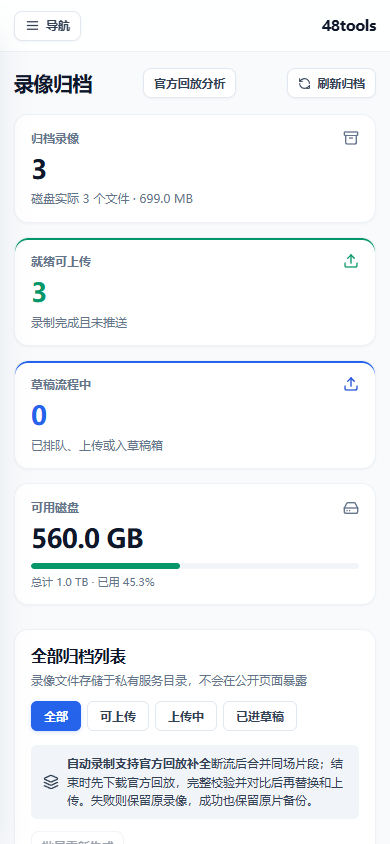 导航
48tools
录像归档
官方回放分析
刷新归档
归档录像
3
磁盘实际 3 个文件 · 699.0 MB
就绪可上传
3
录制完成且未推送
草稿流程中
0
已排队、上传或入草稿箱
可用磁盘
560.0 GB
总计 1.0 TB · 已用 45.3%
全部归档列表
录像文件存储于私有服务目录，不会在公开页面暴露
全部
可上传
上传中
已进草稿
自动录制支持官方回放补全断流后合并同场片段；结
束时先下载官方回放，完整校验并对比后再替换和上
传。失败则保留原录像，成功也保留原片备份。